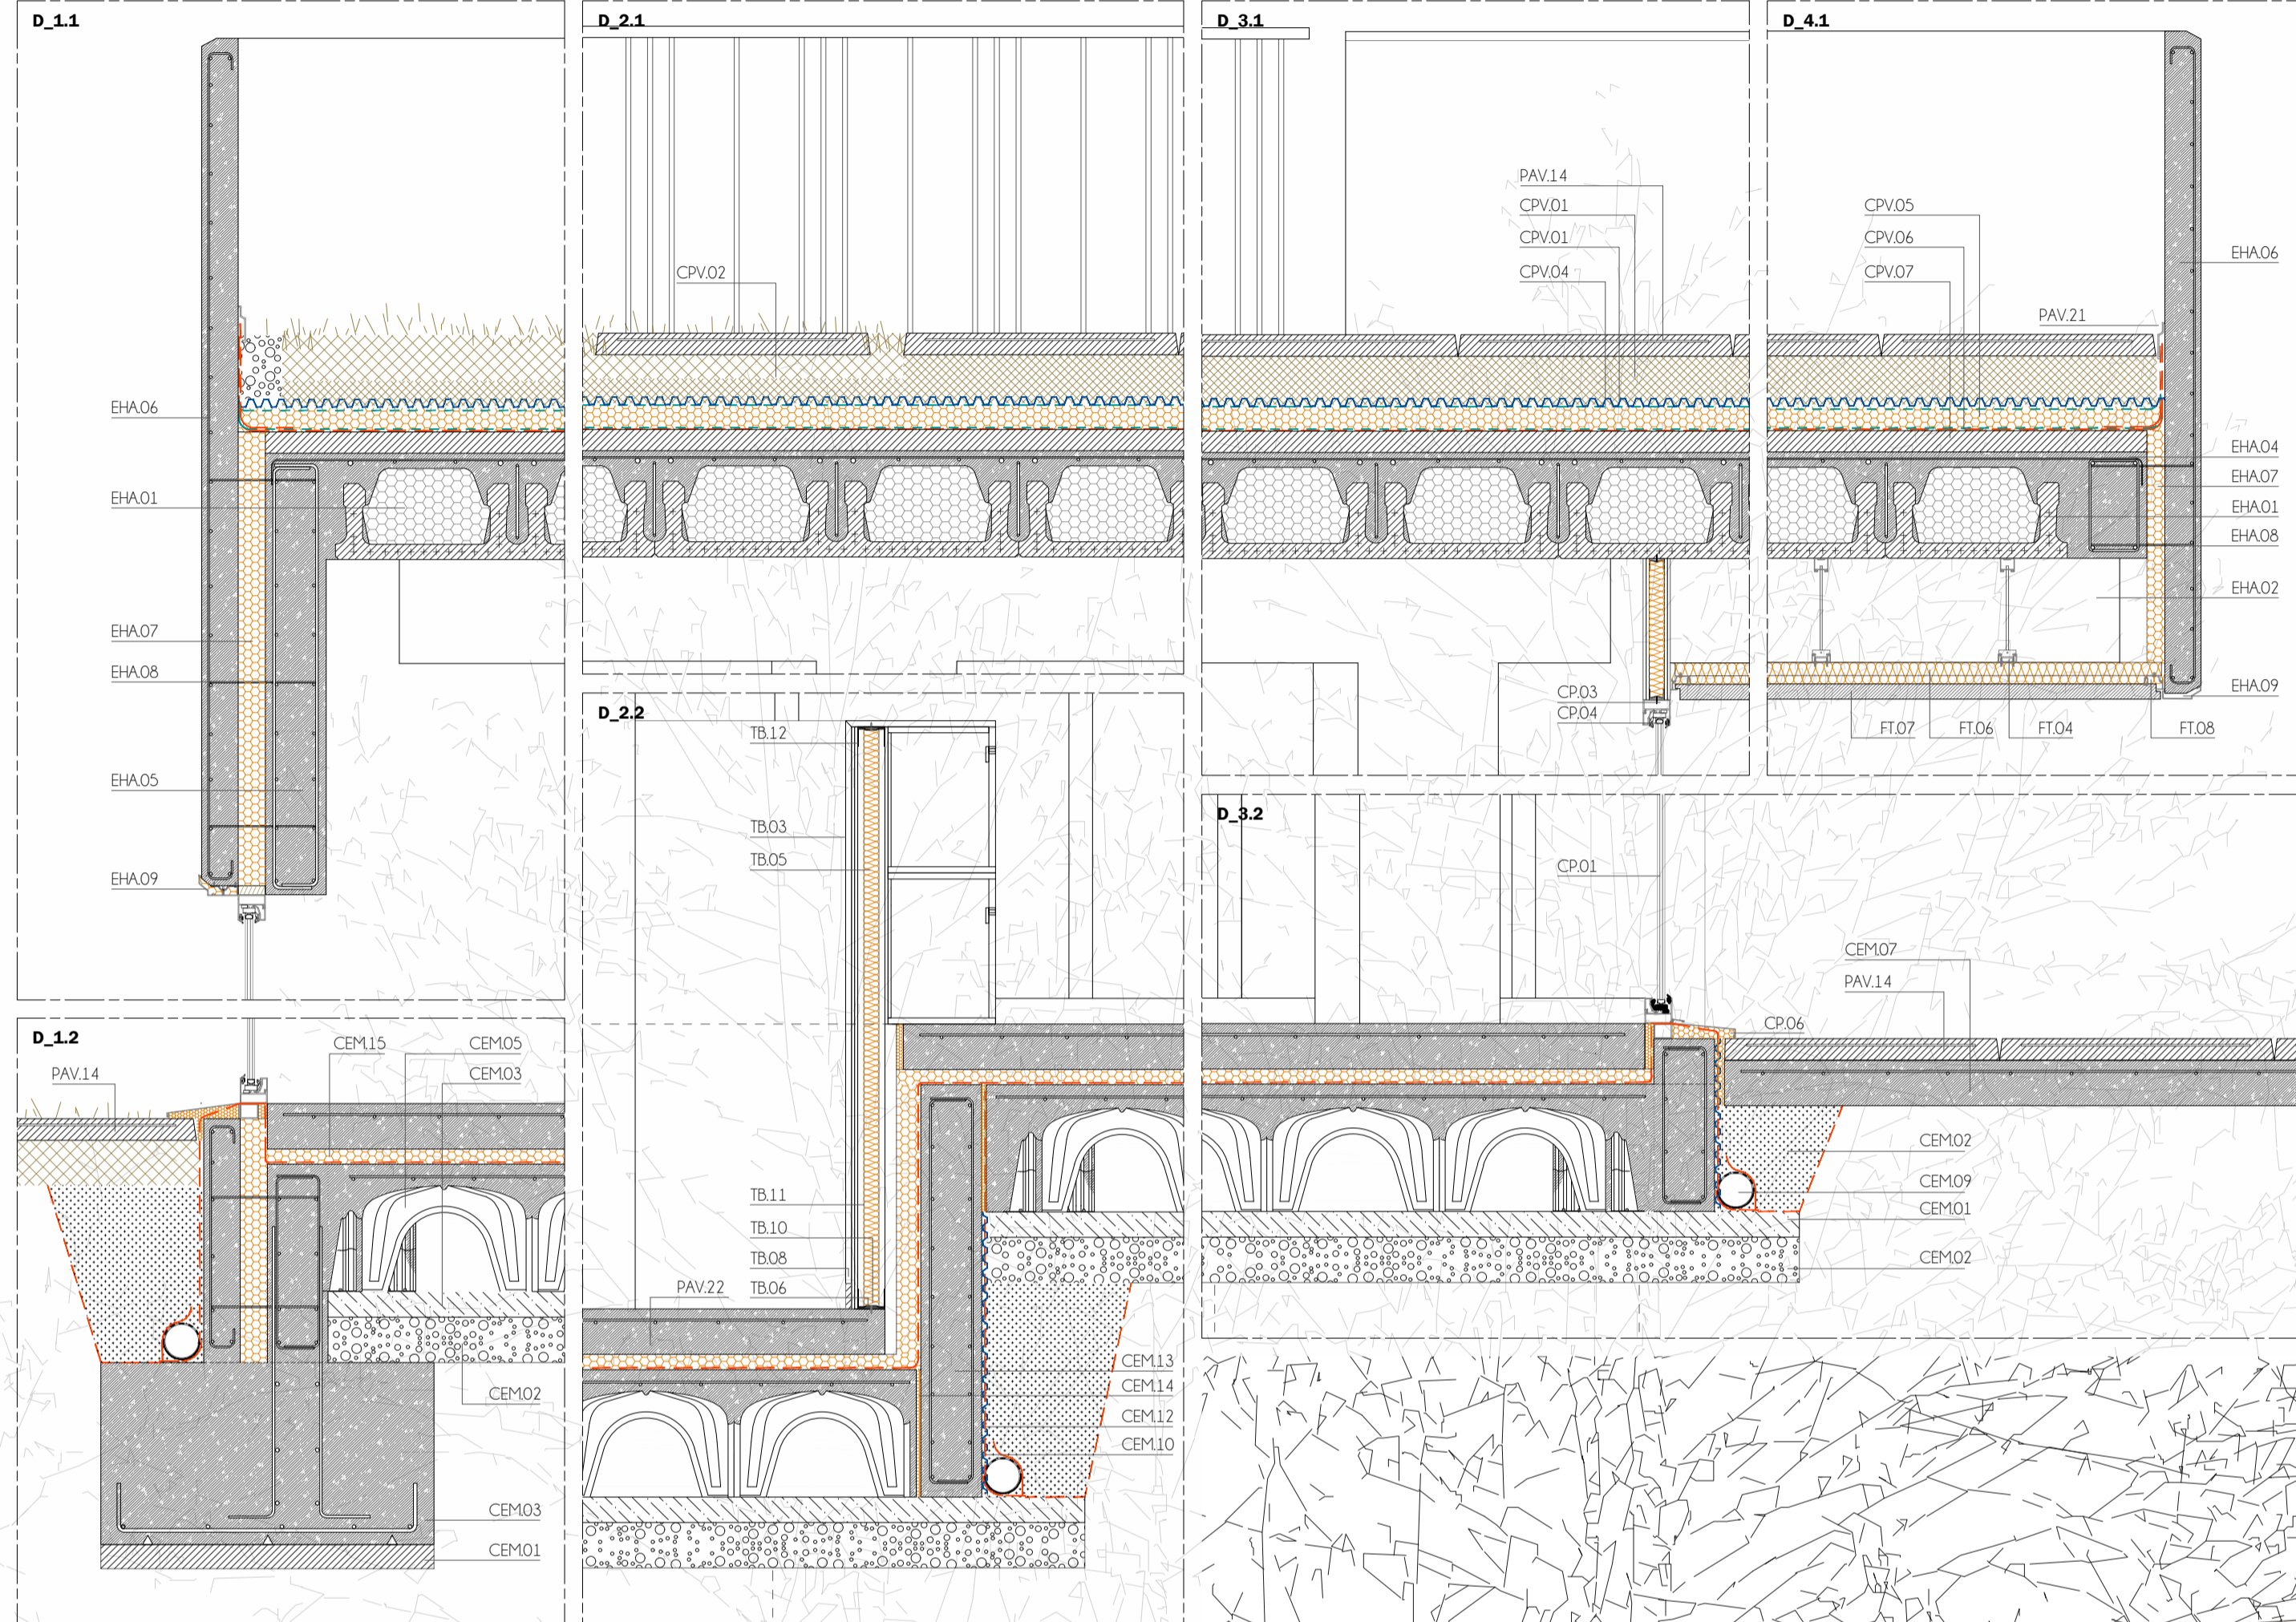 D_1.1
EHA.06
EHA.01
EHA.07
EHA.08
EHA.05
EHA.09
D_1.2
CEM.15
CEM.05
PAV.14
CEM.03
CEM.02
CEM.03
CEM.01
D_2.1
CPV.02
D_2.2
TB.12
TB.03
TB.05
TB.11
TB.10
TB.08
PAV.22
TB.06
CEM.13
CEM.14
CEM.12
CEM.10
D_3.1
PAV.14
CPV.01
CPV.01
CPV.04
CP.03
CP.04
D_4.1
CPV.05
CPV.06
CPV.07
EHA.06
PAV.21
EHA.04
EHA.07
EHA.01
EHA.08
EHA.02
EHA.09
FT.07
FT.06
FT.04
FT.08
D_3.2
CP.01
CEM.07
PAV.14
CP.06
CEM.02
CEM.09
CEM.01
CEM.02